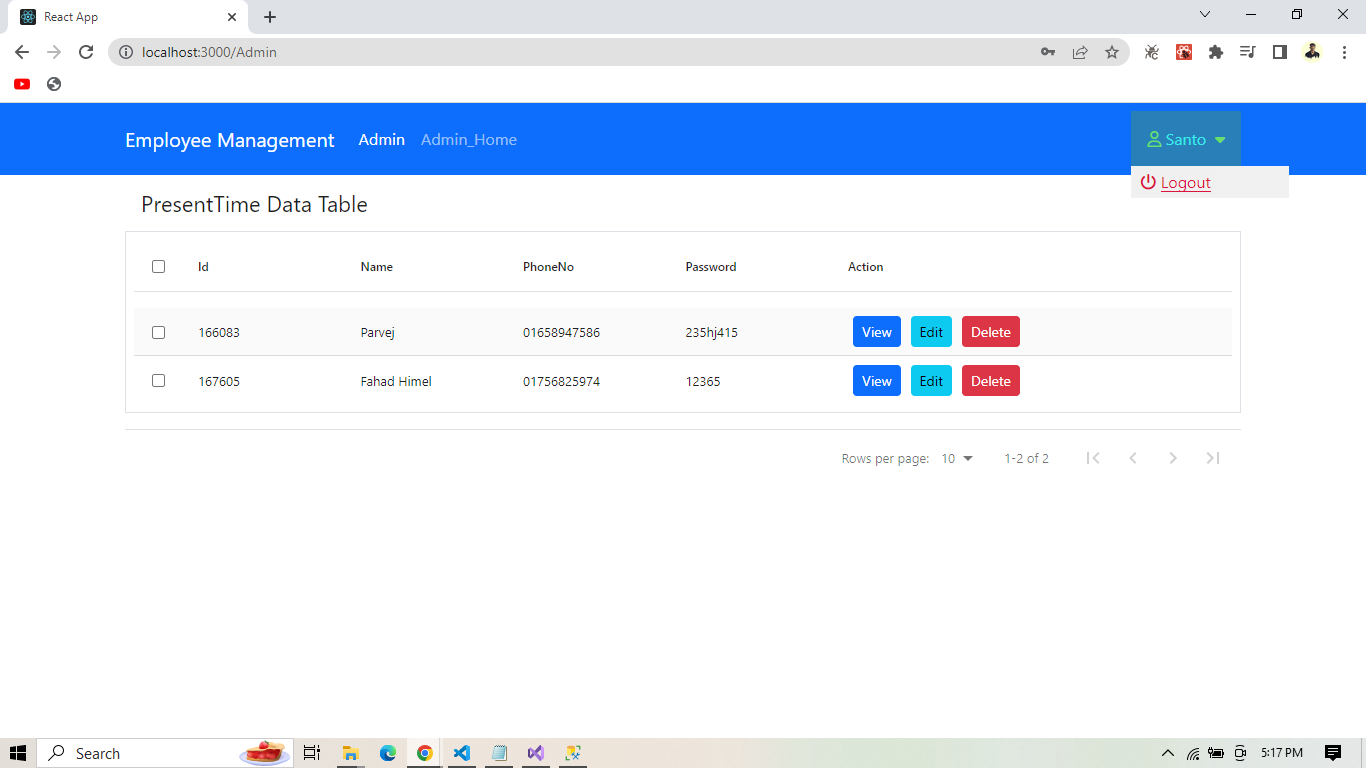 React App
localhost:3000/Admin
Employee Management Admin Admin_Home Santo
Logout
PresentTime Data Table
Id Name PhoneNo Password Action
166083 Parvej 01658947586 235hj415 View Edit Delete
167605 Fahad Himel 01756825974 12365 View Edit Delete
Rows per page: 10 1-2 of 2
Search 5:17 PM